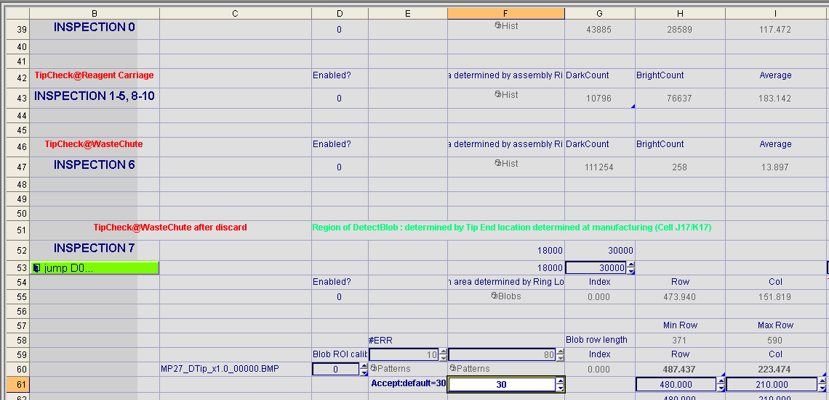 B C D E F G H I
39 INSPECTION 0 0 Hist 43885 28589 117.472
40
41
42 TipCheck@Reagent Carriage Enabled? a determined by assembly Ri DarkCount BrightCount Average
43 INSPECTION 1-5, 8-10 0 Hist 10796 76637 183.142
44
45
46 TipCheck@WasteChute Enabled? a determined by assembly Ri DarkCount BrightCount Average
47 INSPECTION 6 0 Hist 111254 258 13.897
48
49
50
51 TipCheck@WasteChute after discard Region of DetectBlob : determined by Tip End location determined at manufacturing (Cell J17/K17)
52 INSPECTION 7 18000 30000
53 jump D0... 18000 30000
54 Enabled? n area determined by Ring Lo Index Row Col
55 0 Blobs 0.000 473.940 151.819
56
57 Min Row Max Row
58 #ERR Blob row length 371 590
59 Blob ROI calib 10 80 Index Row Col
60 MP27_DTip_x1.0_00000.BMP 0 Patterns Patterns 0.000 487.437 223.474
61 Accept:default=30 30 480.000 210.000
62 480.000 210.000